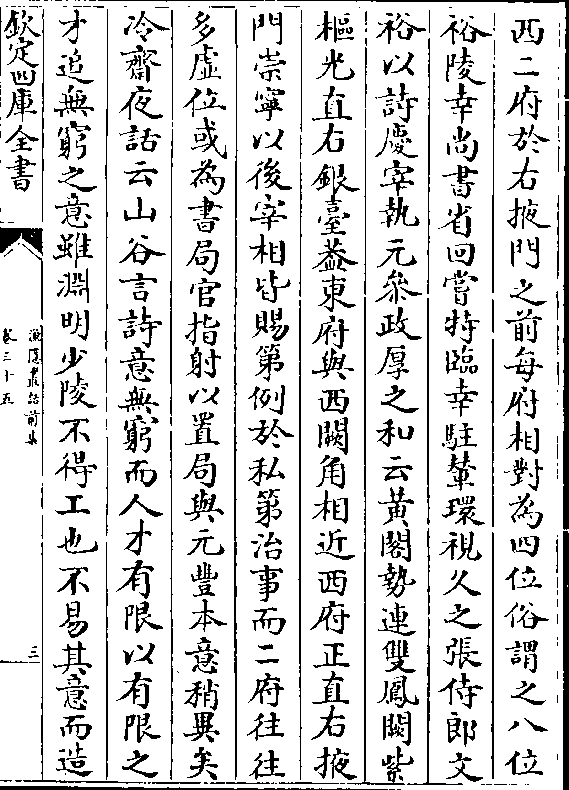 西二府於右掖門之前每府相對為四位俗謂之八位
裕陵幸尚書省回嘗特臨幸駐輦環視久之張侍郎文
裕以詩慶宰執元叅政厚之和云黄閣勢連雙鳳闕紫
樞光直右銀臺葢東府與西闕角相近西府正直右掖
門崇寧以後宰相皆賜第例於私第治事而二府往往
多虛位或為書局官指射以置局與元豐本意稍異矣
冷齋夜話云山谷言詩意無窮而人才有限以有限之
才追無窮之意雖淵明少陵不得工也不易其意而造
欽定四庫全書
漁隱叢話前集
卷三十五
三